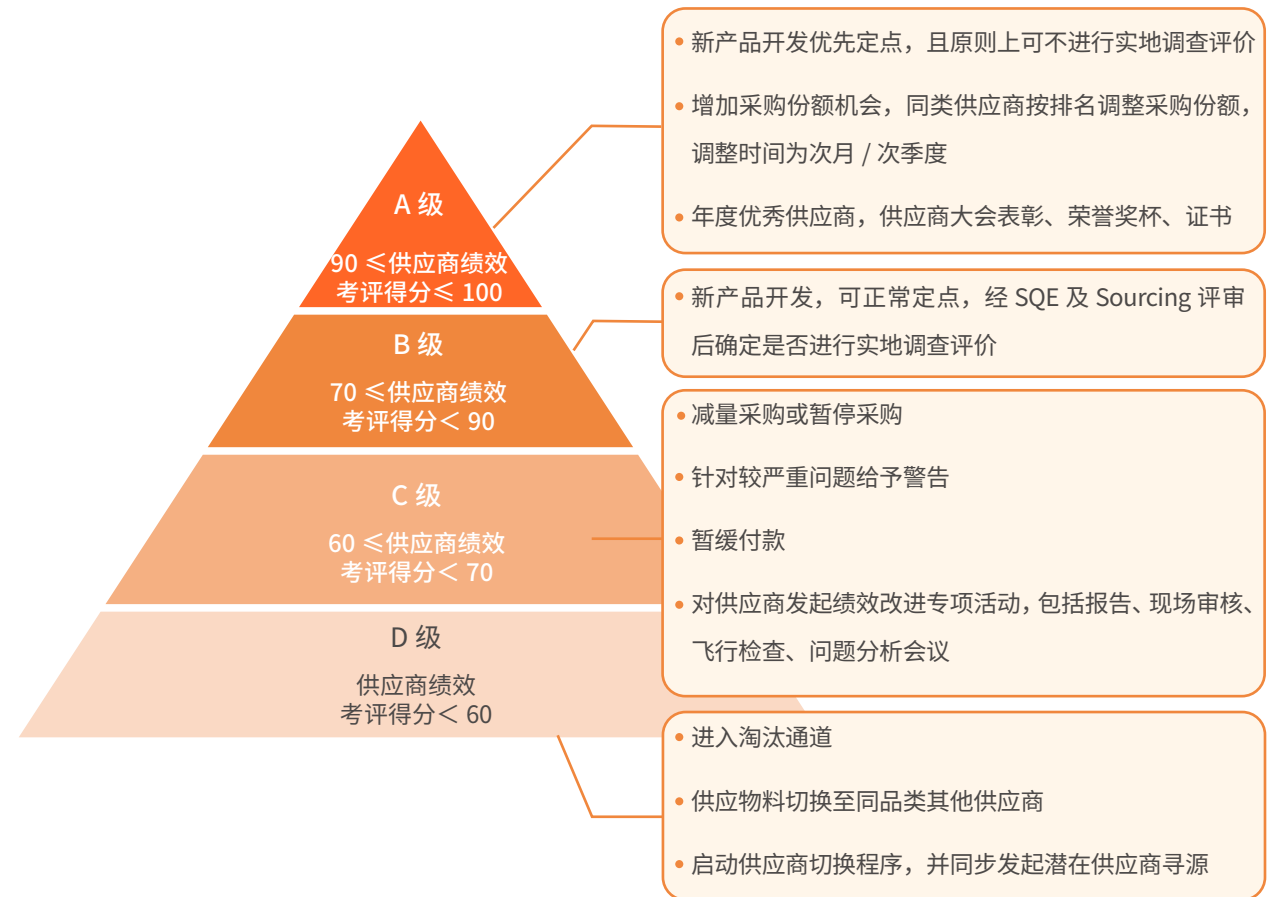 A 级
90 ≤供应商绩效
考评得分≤ 100
新产品开发优先定点，且原则上可不进行实地调查评价
增加采购份额机会，同类供应商按排名调整采购份额，
调整时间为次月 / 次季度
年度优秀供应商，供应商大会表彰、荣誉奖杯、证书
B 级
70 ≤供应商绩效
考评得分＜ 90
新产品开发，可正常定点，经 SQE 及 Sourcing 评审
后确定是否进行实地调查评价
C 级
60 ≤供应商绩效
考评得分＜ 70
减量采购或暂停采购
针对较严重问题给予警告
暂缓付款
对供应商发起绩效改进专项活动，包括报告、现场审核、
飞行检查、问题分析会议
D 级
供应商绩效
考评得分＜ 60
进入淘汰通道
供应物料切换至同品类其他供应商
启动供应商切换程序，并同步发起潜在供应商寻源